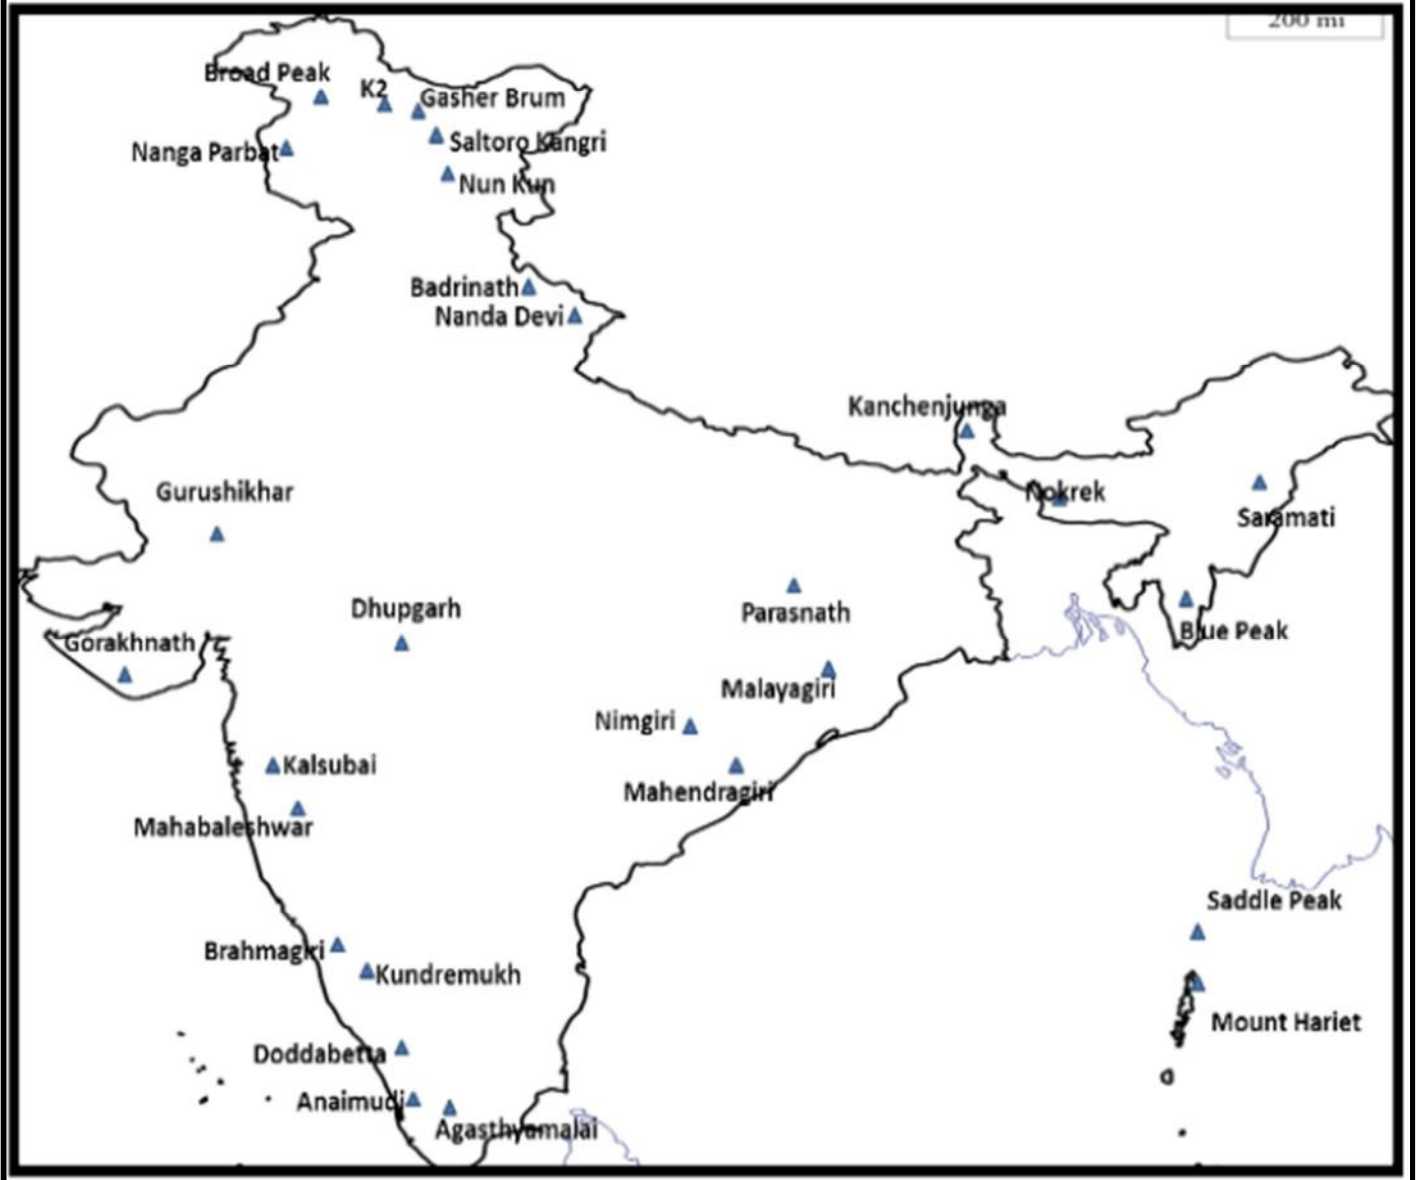 200 mi
Broad Peak
K2
Gasher Brum
Saltoro Kangri
Nanga Parbat
Nun Kun
Badrinath
Nanda Devi
Kanchenjunga
Gurushikhar
Nokrek
Saramati
Dhupgarh
Parasnath
Blue Peak
Gorakhnath
Malayagiri
Nimgiri
Kalsubai
Mahendragiri
Mahabaleshwar
Saddle Peak
Brahmagiri
Kundremukh
Mount Hariet
Doddabetta
Anaimudi
Agasthyamalai